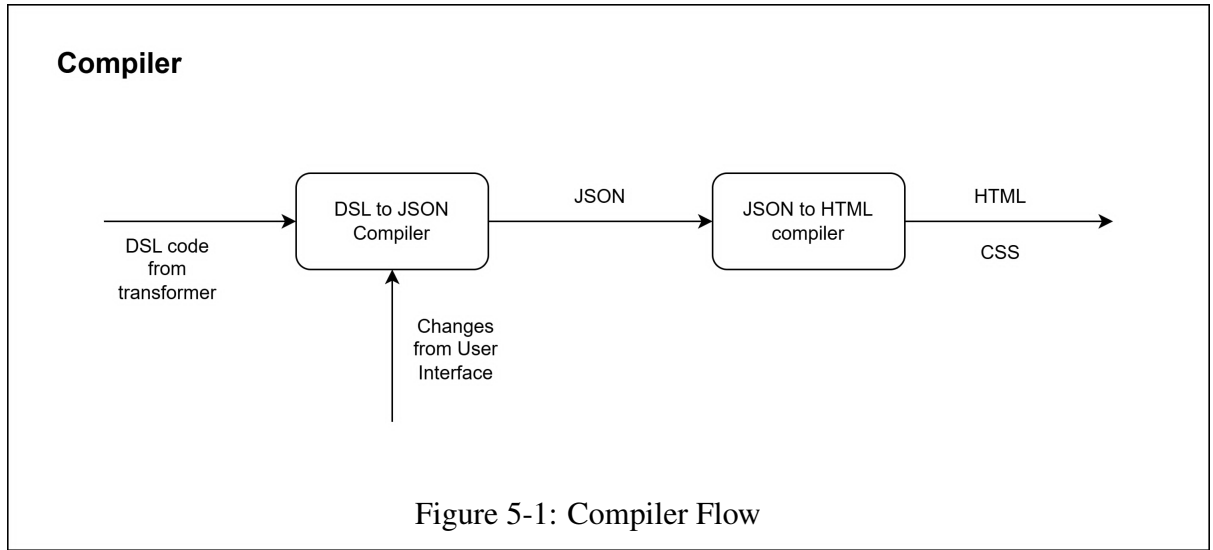 Compiler
DSL to JSON
Compiler
JSON
JSON to HTML
compiler
HTML
CSS
DSL code
from
transformer
Changes
from User
Interface
Figure 5-1: Compiler Flow